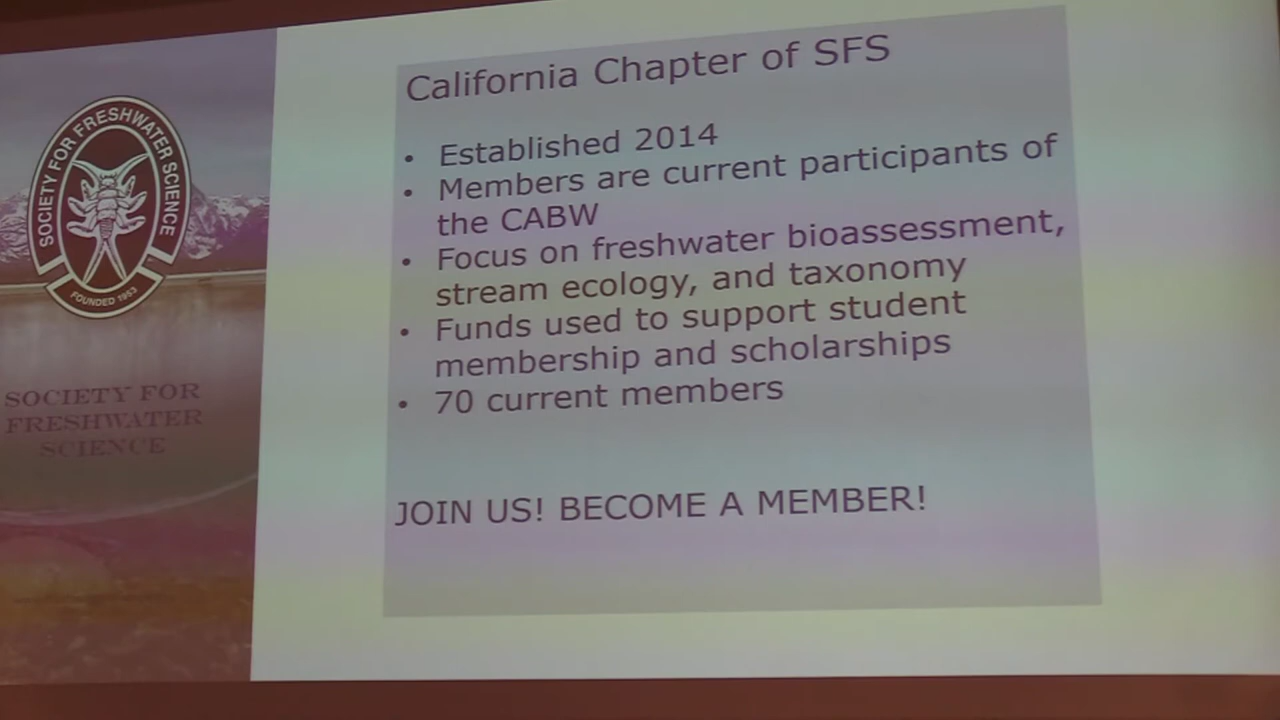 SOCIETY FOR FRESHWATER SCIENCE
FOUNDED 1953
SOCIETY FOR
FRESHWATER
SCIENCE
California Chapter of SFS
• Established 2014
• Members are current participants of
the CABW
• Focus on freshwater bioassessment,
stream ecology, and taxonomy
• Funds used to support student
membership and scholarships
• 70 current members
JOIN US! BECOME A MEMBER!